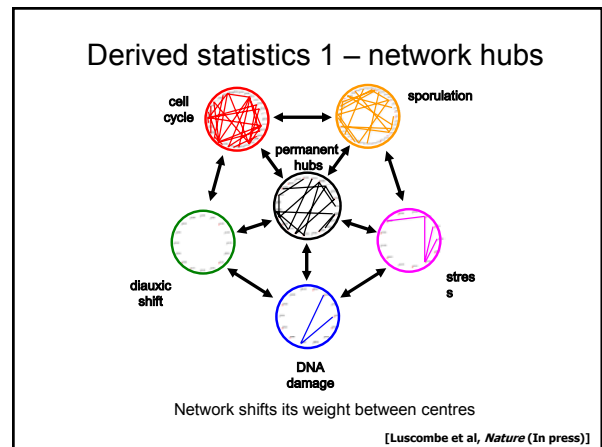 Derived statistics 1 – network hubs
cell
cycle
sporulation
permanent
hubs
diauxic
shift
stres
s
DNA
damage
Network shifts its weight between centres
[Luscombe et al, Nature (In press)]